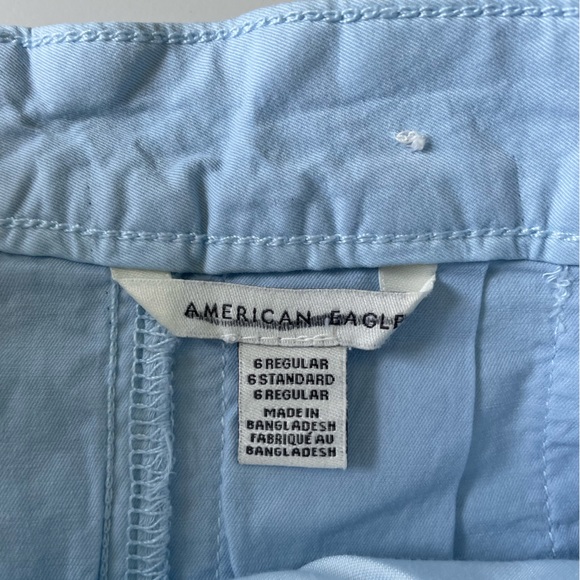 AMERICAN EAGLE
6 REGULAR
6 STANDARD
6 REGULAR
MADE IN
BANGLADESH
FABRIQUÉ AU
BANGLADESH